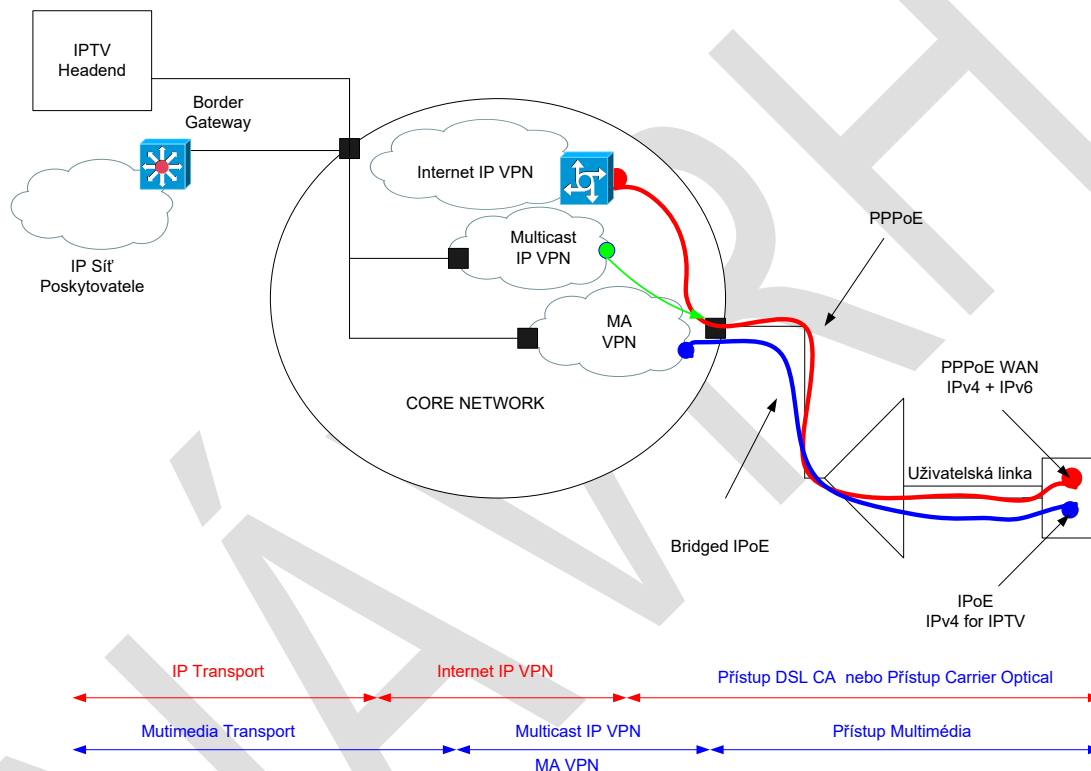 IPTV
Headend
Border
Gateway
Internet IP VPN
PPPoE
Multicast
IP VPN
IP Síť
Poskytovatele
MA
VPN
PPPoE WAN
IPv4 + IPv6
CORE NETWORK
Uživatelská linka
Bridged IPoE
IPoE
IPv4 for IPTV
IP Transport
Internet IP VPN
Přístup DSL CA nebo Přístup Carrier Optical
Mutimedia Transport
Multicast IP VPN
Přístup Multimédia
MA VPN
NÁVRH